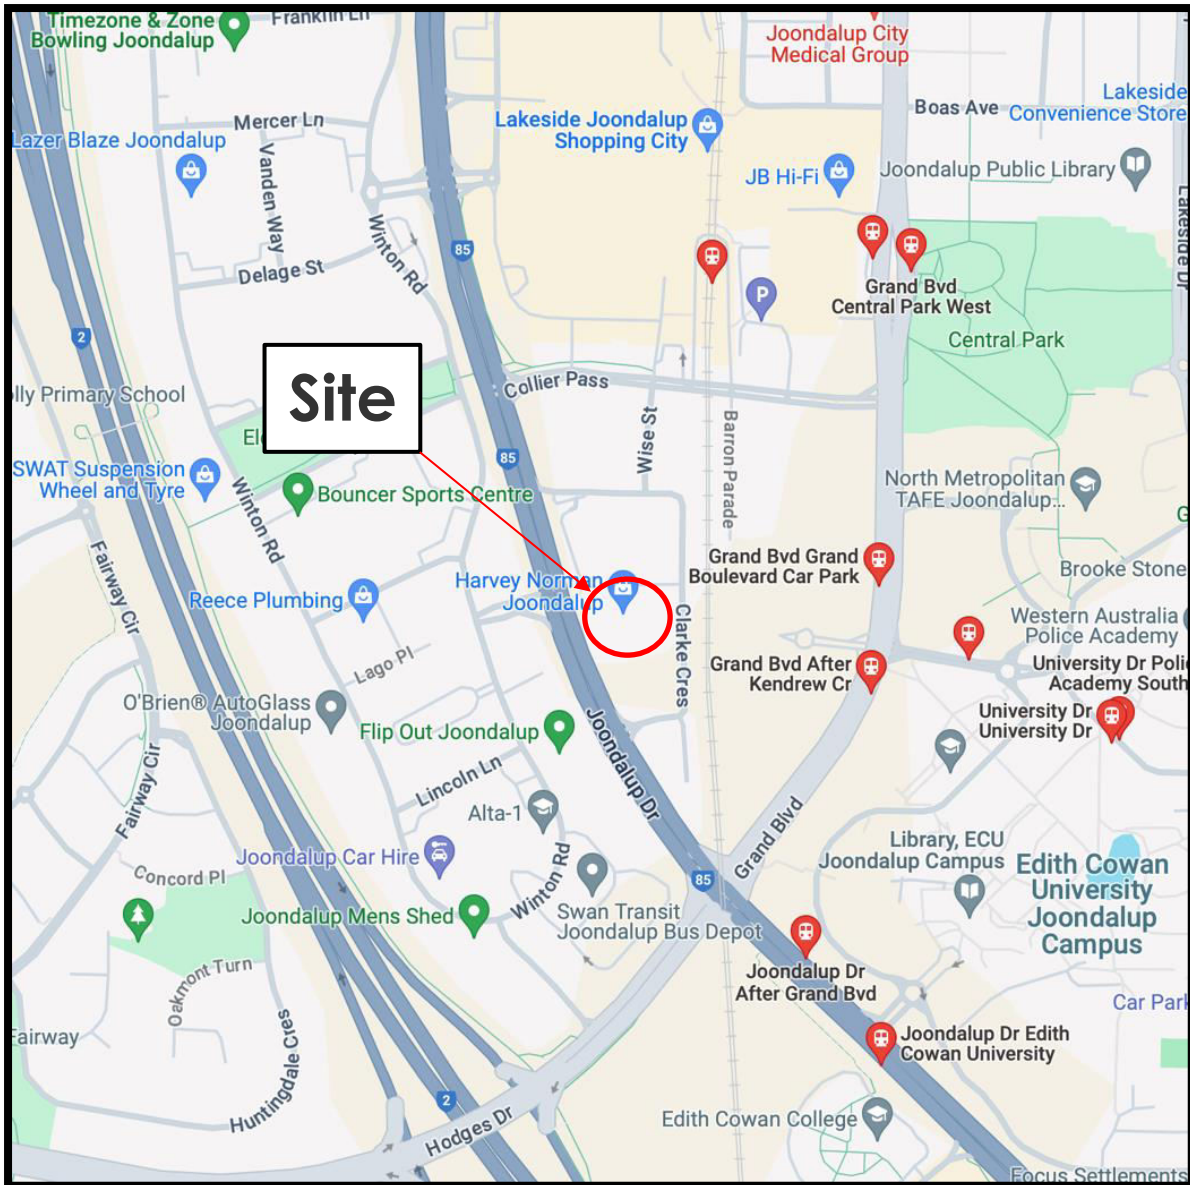 Timezone & Zone
Bowling Joondalup
Franklin Ln
Joondalup City
Medical Group
Lakeside
Convenience Store
Boas Ave
Mercer Ln
Lakeside Joondalup
Shopping City
Lazer Blaze Joondalup
Vanden Way
JB Hi-Fi
Joondalup Public Library
Lakeside Dr
Winton Rd
85
Delage St
P
Grand Bvd
Central Park West
Central Park
2
Site
Collier Pass
lly Primary School
Wise St
Barron Parade
Ele
85
SWAT Suspension
Wheel and Tyre
Winton Rd
Bouncer Sports Centre
North Metropolitan
TAFE Joondalup...
G
Fairway Cir
Grand Bvd Grand
Boulevard Car Park
Brooke Stone
Harvey Norman
Joondalup
Reece Plumbing
Clarke Cres
Western Australia
Police Academy
Lago Pl
Grand Bvd After
Kendrew Cr
University Dr Poli
Academy South
O'Brien® AutoGlass
Joondalup
University Dr
University Dr
Flip Out Joondalup
Joondalup Dr
Fairway Cir
Lincoln Ln
Alta-1
Grand Blvd
Library, ECU
Joondalup Campus
Joondalup Car Hire
Edith Cowan
University
Joondalup
Campus
Concord Pl
85
Winton Rd
Joondalup Mens Shed
Swan Transit
Joondalup Bus Depot
Oakmont Turn
Joondalup Dr
After Grand Bvd
Car Park
Fairway
Huntingdale Cres
Joondalup Dr Edith
Cowan University
2
Hodges Dr
Edith Cowan College
Focus Settlements